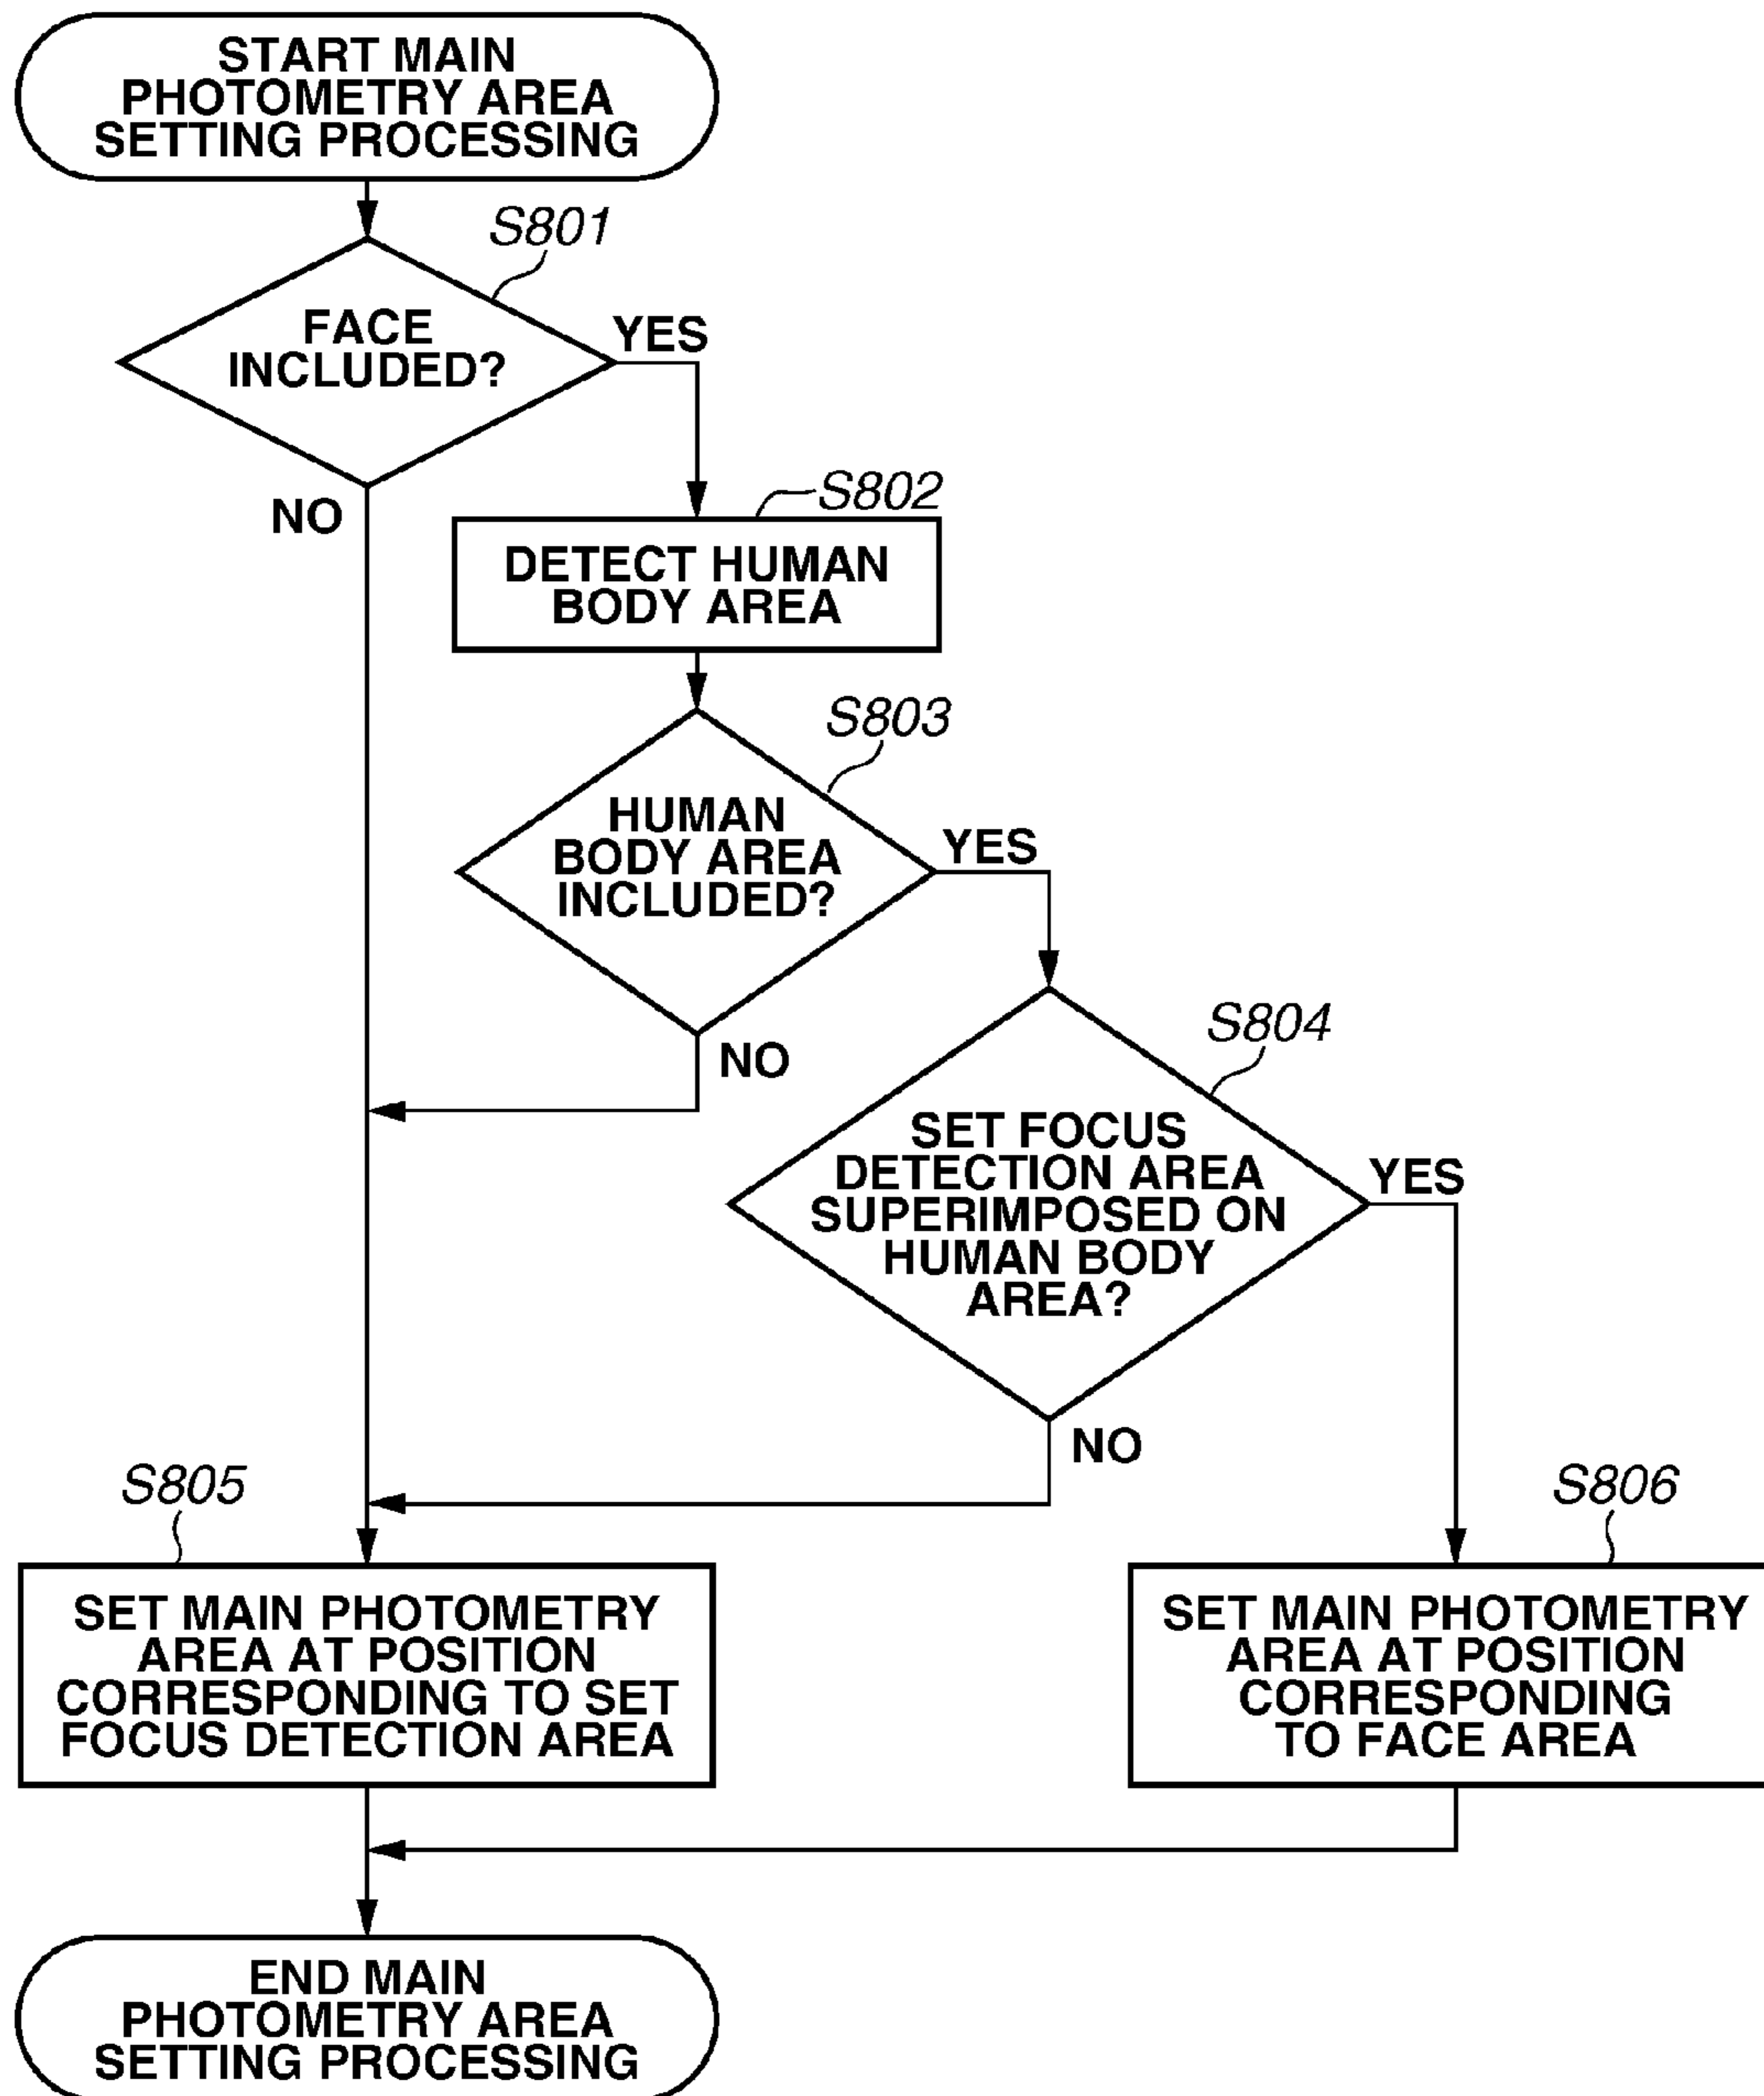 START MAIN
PHOTOMETRY AREA
SETTING PROCESSING
S801
FACE
INCLUDED?
YES
NO
S802
DETECT HUMAN
BODY AREA
S803
HUMAN
BODY AREA
INCLUDED?
YES
NO
S804
SET FOCUS
DETECTION AREA
SUPERIMPOSED ON
HUMAN BODY
AREA?
YES
NO
S805
SET MAIN PHOTOMETRY
AREA AT POSITION
CORRESPONDING TO SET
FOCUS DETECTION AREA
S806
SET MAIN PHOTOMETRY
AREA AT POSITION
CORRESPONDING
TO FACE AREA
END MAIN
PHOTOMETRY AREA
SETTING PROCESSING